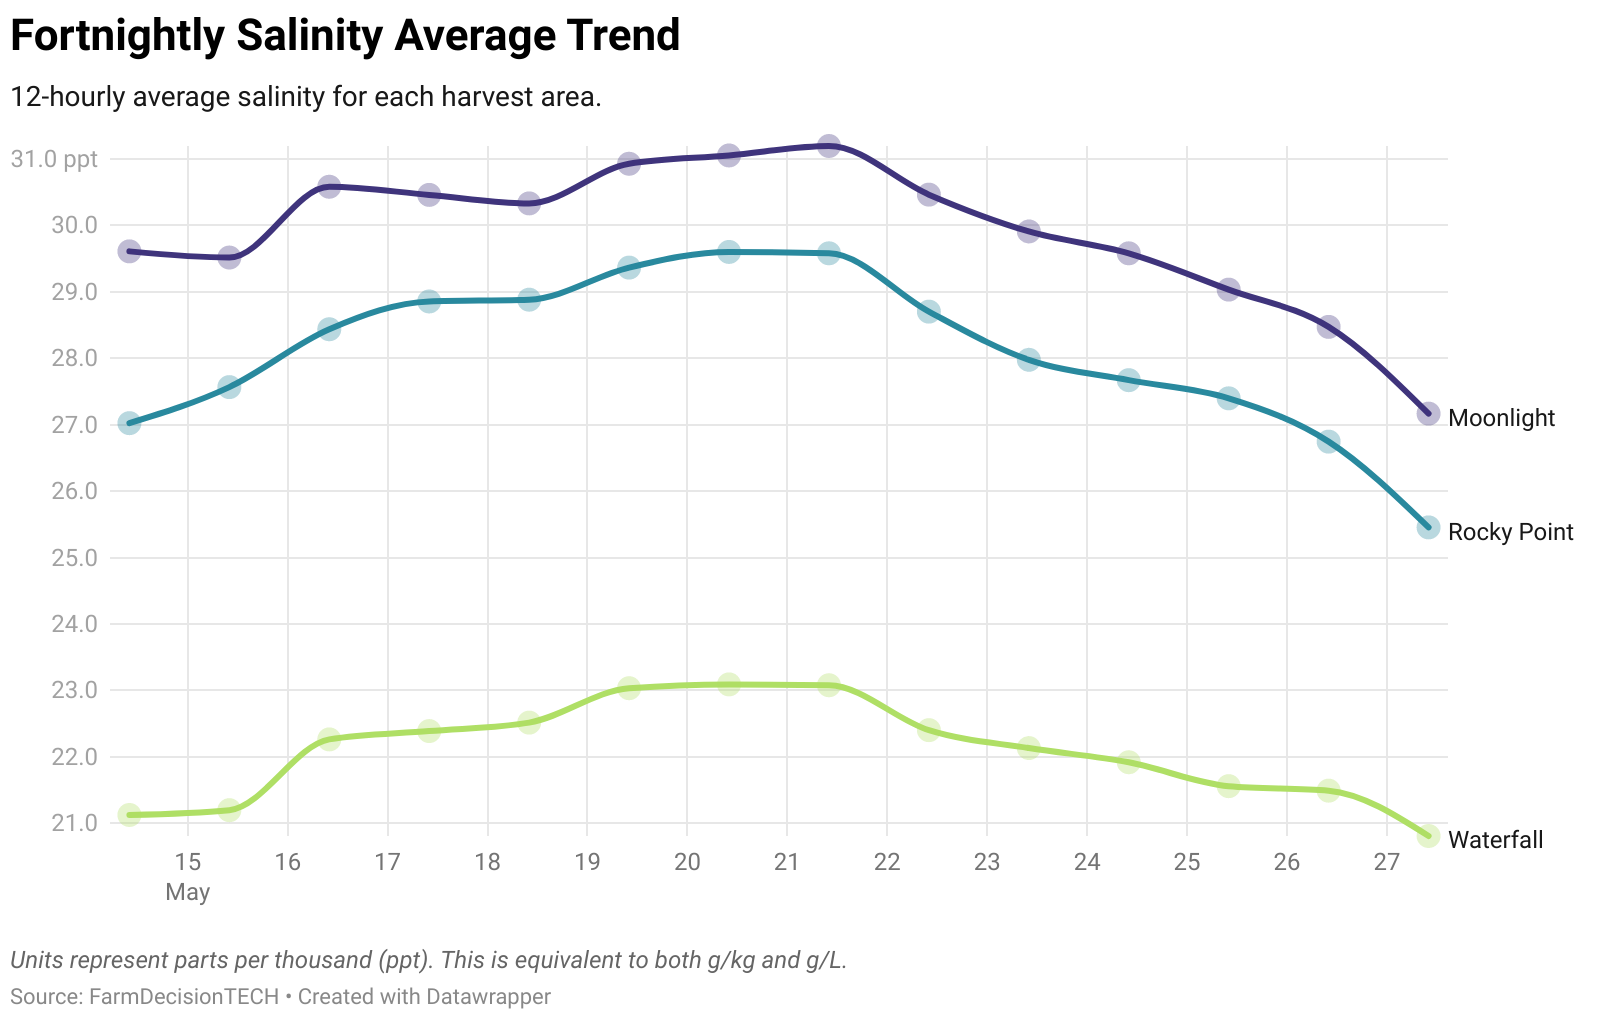 Fortnightly Salinity Average Trend
12-hourly average salinity for each harvest area.
31.0 ppt
30.0
29.0
28.0
27.0
26.0
25.0
24.0
23.0
22.0
21.0
Moonlight
Rocky Point
Waterfall
15 16 17 18 19 20 21 22 23 24 25 26 27
May
Units represent parts per thousand (ppt). This is equivalent to both g/kg and g/L.
Source: FarmDecisionTECH • Created with Datawrapper